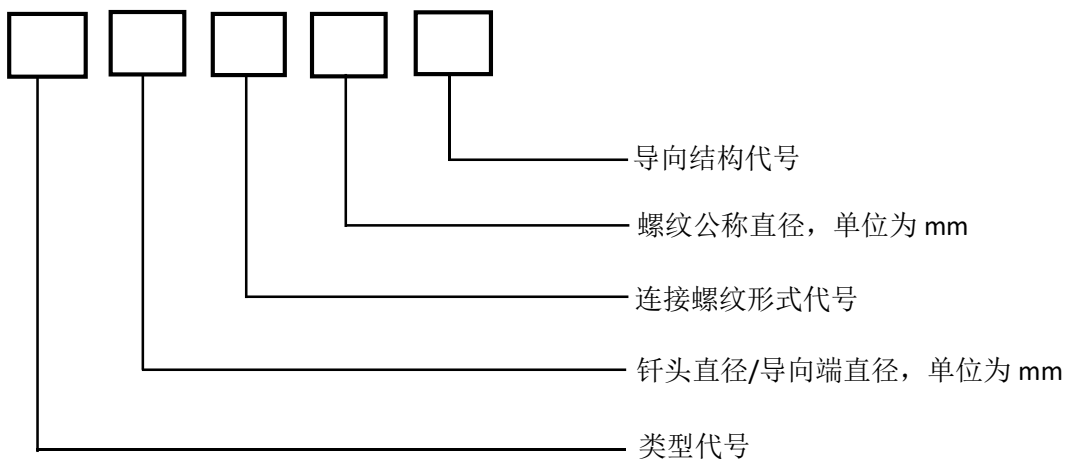 导向结构代号
螺纹公称直径，单位为 mm
连接螺纹形式代号
钎头直径/导向端直径，单位为 mm
类型代号